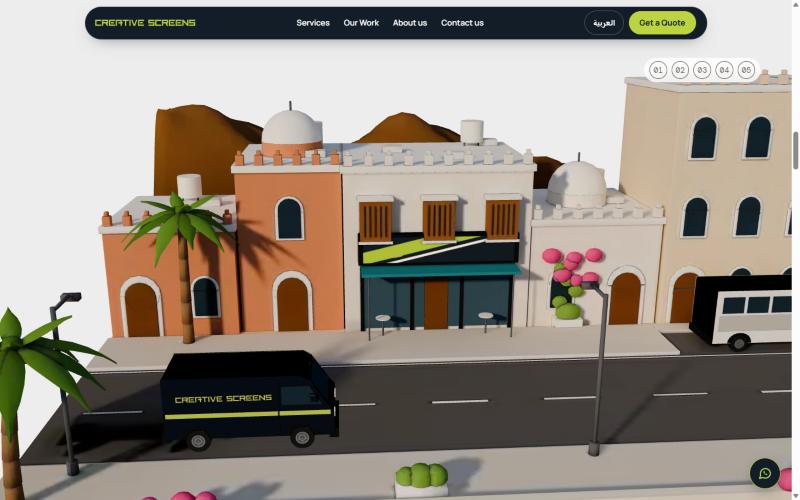 CREATIVE SCREENS
Services
Our Work
About us
Contact us
العربية
Get a Quote
01
02
03
04
05
CREATIVE SCREENS